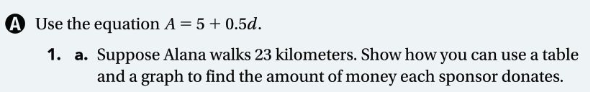 A Use the equation A = 5 + 0.5d.
1. a. Suppose Alana walks 23 kilometers. Show how you can use a table
and a graph to find the amount of money each sponsor donates.